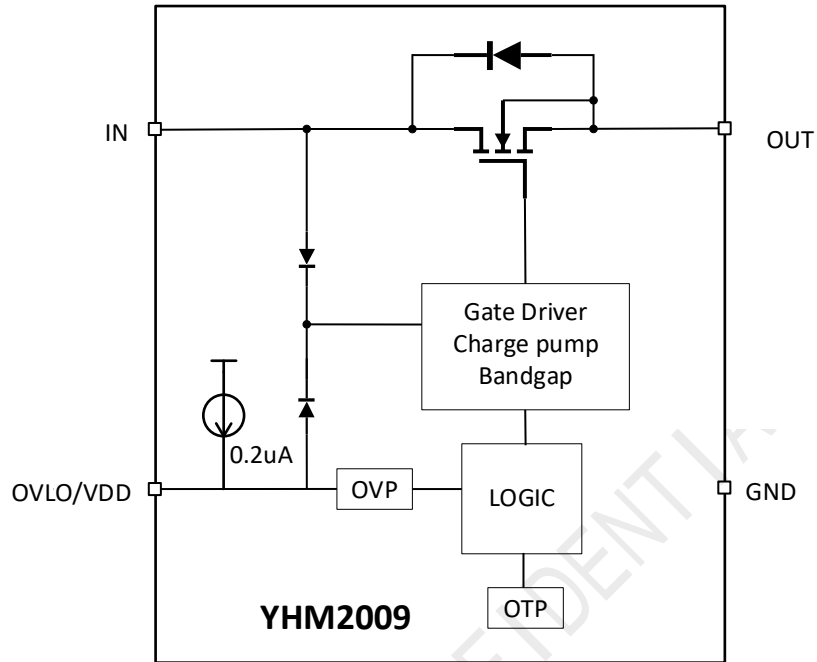 IN
OUT
Gate Driver
Charge pump
Bandgap
0.2uA
OVLO/VDD
OVP
LOGIC
GND
OTP
YHM2009